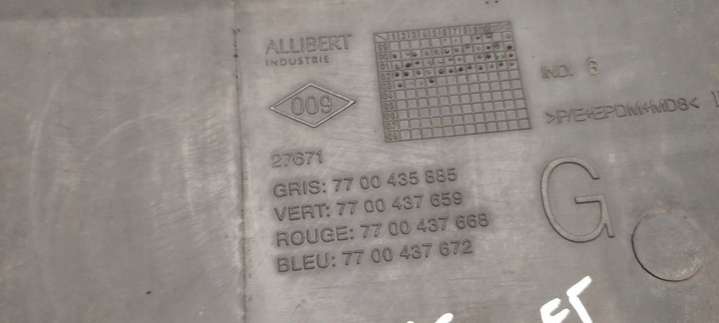 ALLIBERT
INDUSTRIE
009
IND. 6
>P/E+EPDM+MD8<
27671
GRIS: 77 00 435 885
VERT: 77 00 437 659
ROUGE: 77 00 437 668
BLEU: 77 00 437 672
G